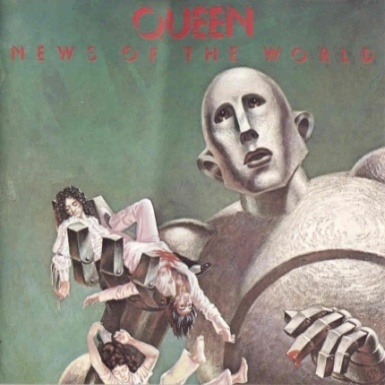 QUEEN
NEWS OF THE WORLD